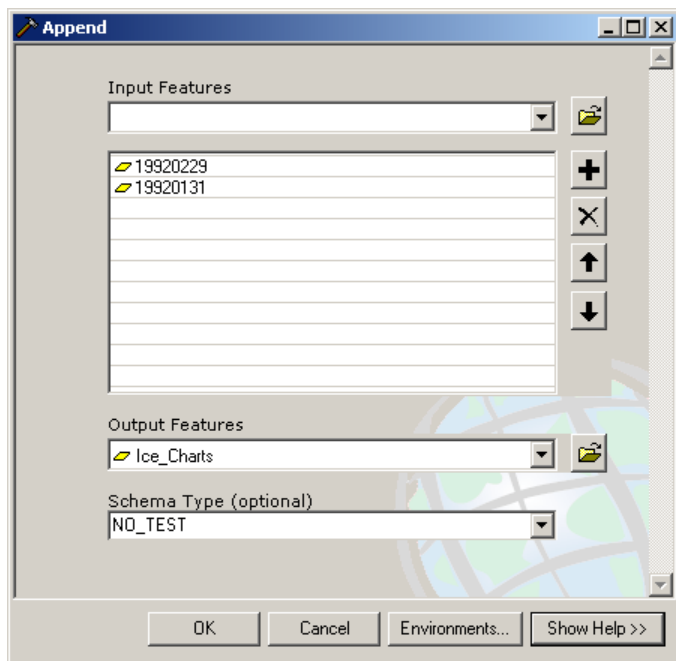 Append
Input Features
19920229
19920131
Output Features
Ice_Charts
Schema Type (optional)
NO_TEST
OK
Cancel
Environments...
Show Help >>